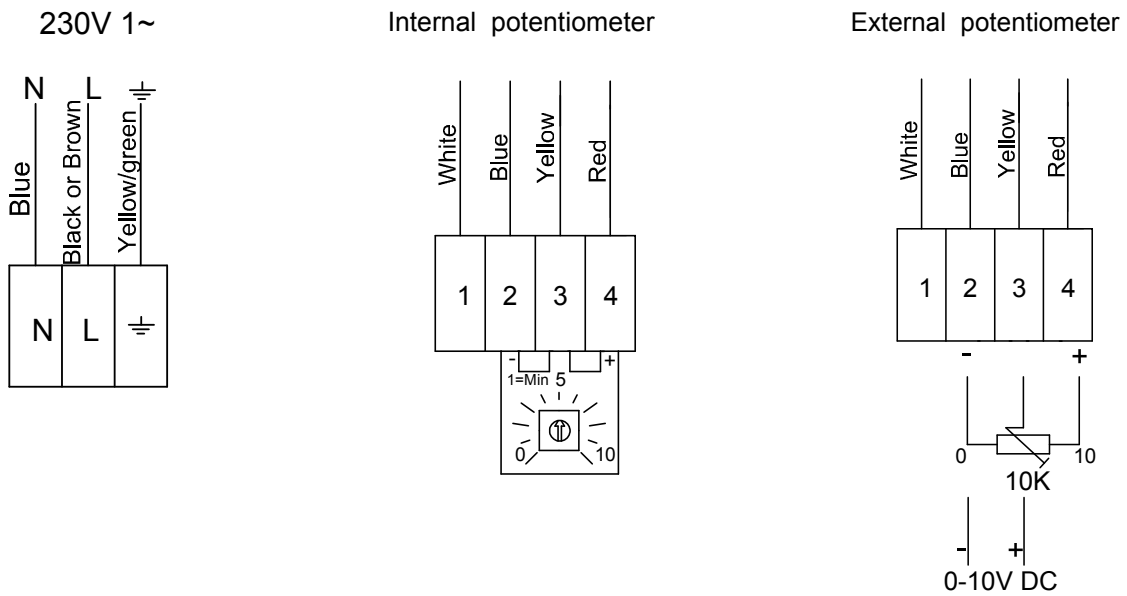 230V 1~
N L
Blue
Black or Brown
Yellow/green
N L
Internal potentiometer
White
Blue
Yellow
Red
1 2 3 4
- +
1=Min 5
0 10
External potentiometer
White
Blue
Yellow
Red
1 2 3 4
- +
0 10
10K
- +
0-10V DC